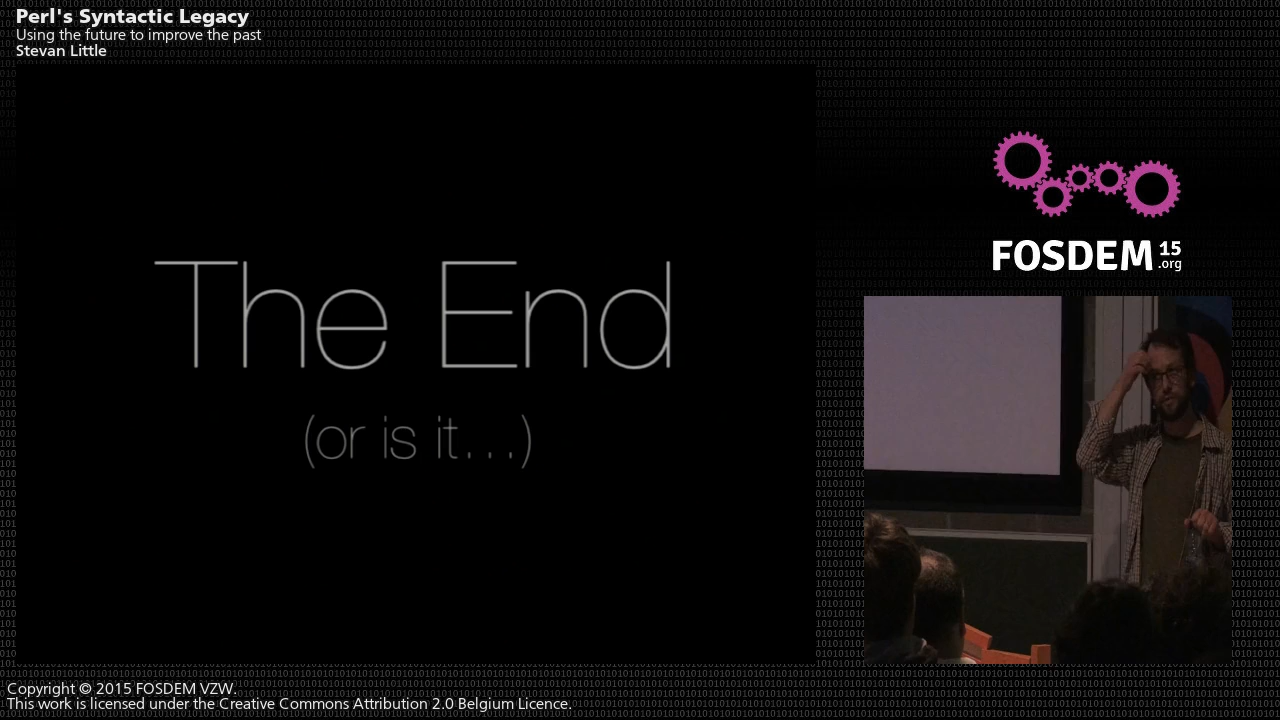 Perl's Syntactic Legacy
Using the future to improve the past
Stevan Little
The End
(or is it...)
FOSDEM 15
.org
Copyright © 2015 FOSDEM VZW.
This work is licensed under the Creative Commons Attribution 2.0 Belgium Licence.